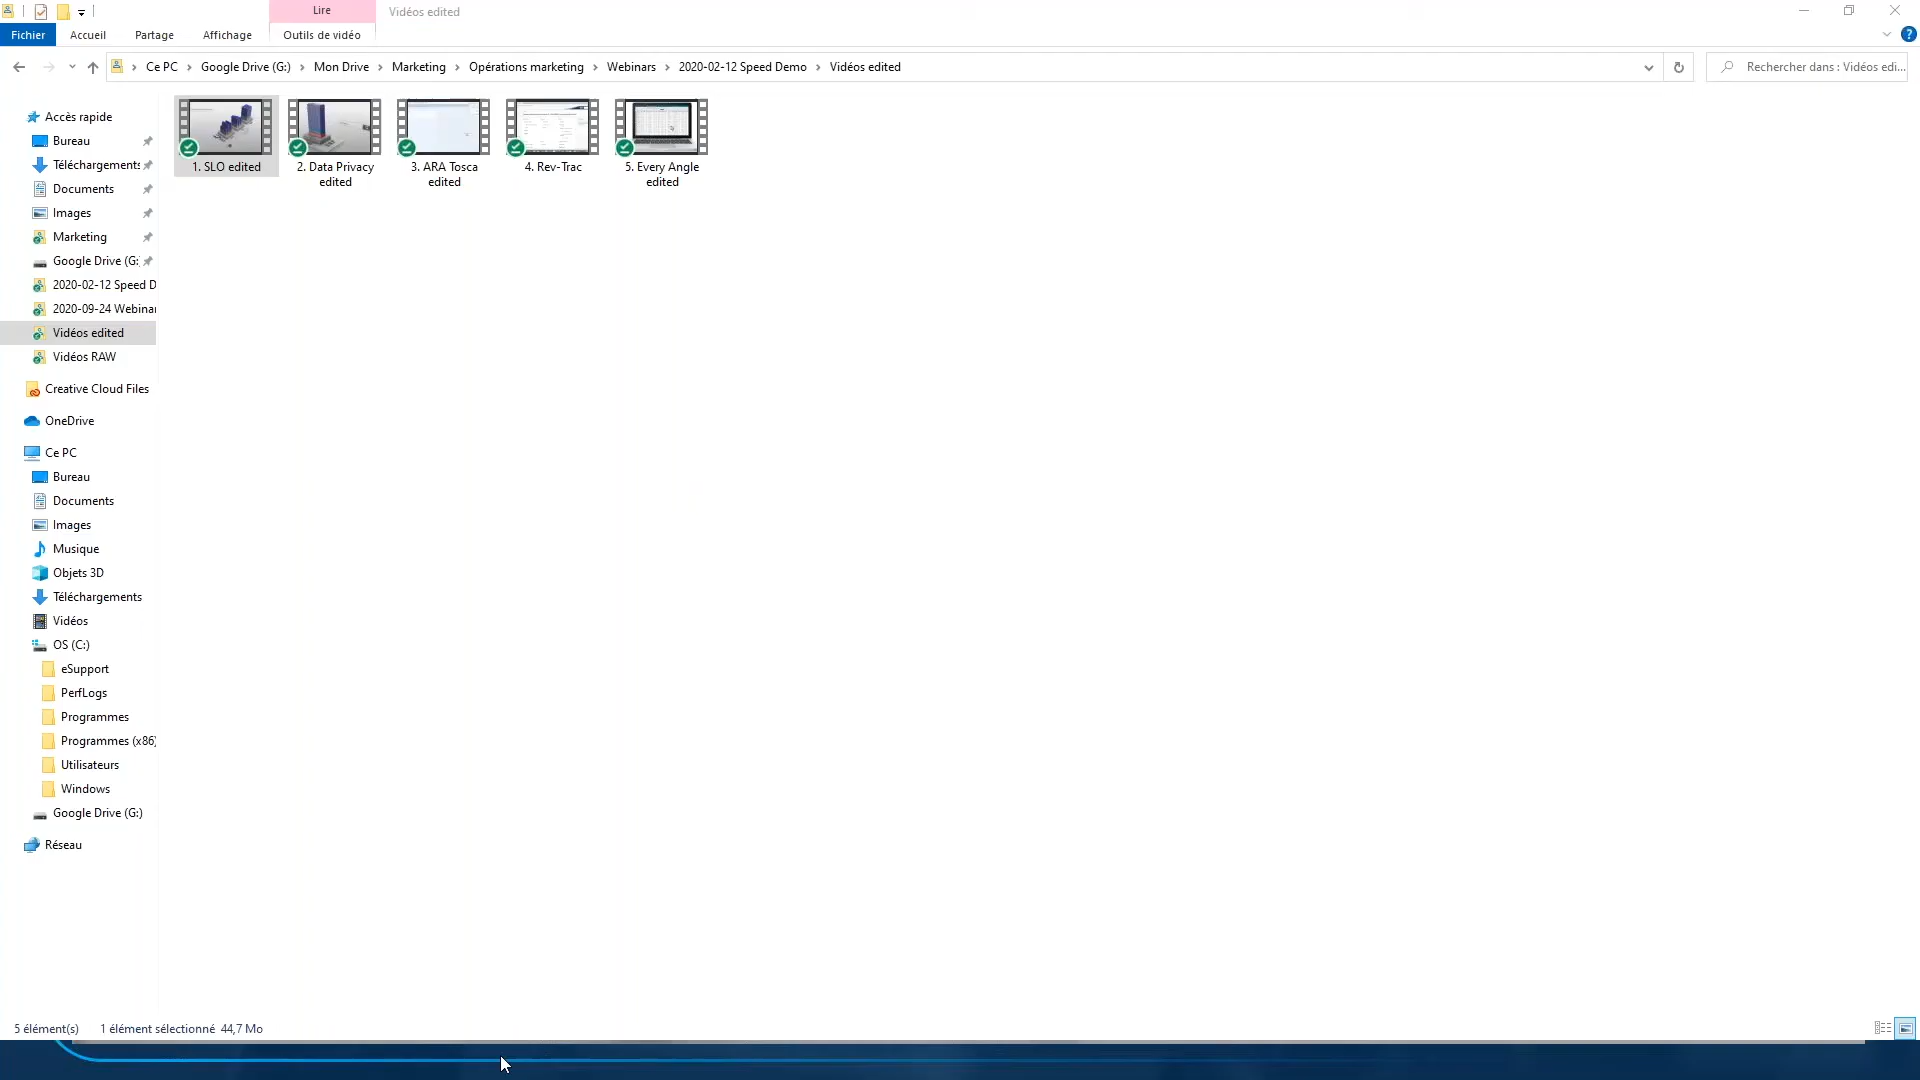 Lire
Vidéos edited
Fichier
Accueil
Partage
Affichage
Outils de vidéo
Ce PC > Google Drive (G:) > Mon Drive > Marketing > Opérations marketing > Webinars > 2020-02-12 Speed Demo > Vidéos edited
Rechercher dans : Vidéos edi...
Accès rapide
Bureau
Téléchargements
Documents
Images
Marketing
Google Drive (G:
2020-02-12 Speed D
2020-09-24 Webinar
Vidéos edited
Vidéos RAW
Creative Cloud Files
OneDrive
Ce PC
Bureau
Documents
Images
Musique
Objets 3D
Téléchargements
Vidéos
OS (C:)
eSupport
PerfLogs
Programmes
Programmes (x86)
Utilisateurs
Windows
Google Drive (G:)
Réseau
1. SLO edited
2. Data Privacy
edited
3. ARA Tosca
edited
4. Rev-Trac
5. Every Angle
edited
5 élément(s)
1 élément sélectionné 44,7 Mo